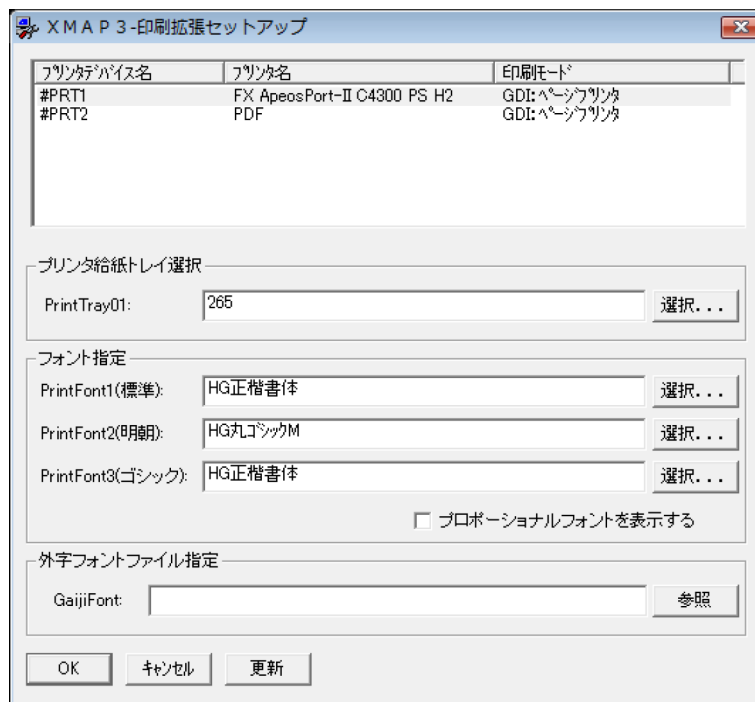 XMAP3-印刷拡張セットアップ
ﾌﾟﾘﾝﾀﾃﾞﾊﾞｲｽ名 ﾌﾟﾘﾝﾀ名 印刷ﾓｰﾄﾞ
#PRT1 FX ApeosPort-II C4300 PS H2 GDI:ﾍﾟｰｼﾞﾌﾟﾘﾝﾀ
#PRT2 PDF GDI:ﾍﾟｰｼﾞﾌﾟﾘﾝﾀ
プリンタ給紙トレイ選択
PrintTray01: 265 選択...
フォント指定
PrintFont1(標準): HG正楷書体 選択...
PrintFont2(明朝): HG丸ｺﾞｼｯｸM 選択...
PrintFont3(ゴシック): HG正楷書体 選択...
プロポーショナルフォントを表示する
外字フォントファイル指定
GaijiFont: 参照
OK ｷｬﾝｾﾙ 更新